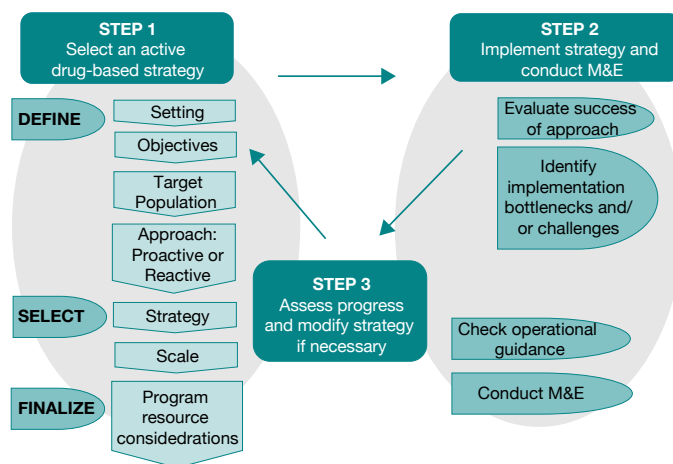 STEP 1
Select an active
drug-based strategy
DEFINE
Setting
Objectives
Target
Population
Approach:
Proactive or
Reactive
SELECT
Strategy
Scale
FINALIZE
Program
resource
considedrations
STEP 2
Implement strategy and
conduct M&E
Evaluate success
of approach
Identify
implementation
bottlenecks and/
or challenges
Check operational
guidance
Conduct M&E
STEP 3
Assess progress
and modify strategy
if necessary